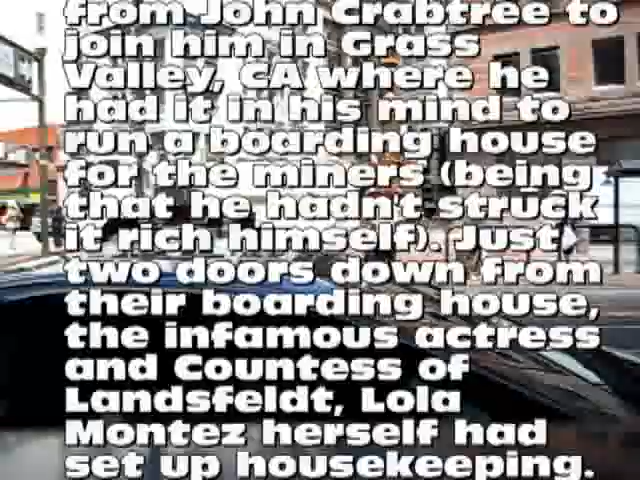 from John Crabtree to
join him in Grass
Valley, CA where he
had it in his mind to
run a boarding house
for the miners (being
that he hadn't struck
it rich himself). Just
two doors down from
their boarding house,
the infamous actress
and Countess of
Landsfeldt, Lola
Montez herself had
set up housekeeping.